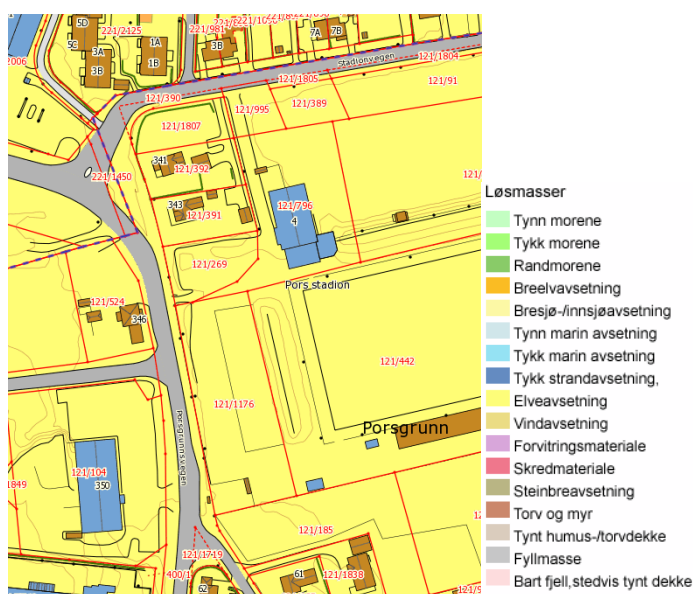 5D
221/2125
221/981
3B
7A
7B
5C
3A
1A
3B
1B
2006
Stadionvegen
121/1804
121/1805
121/91
121/390
121/995
121/389
121/1807
341
121/392
121/
221/1450
343
121/796
121/391
4
121/269
Pors stadion
121/524
346
121/442
121/1176
Porsgrunn
Porsgrunnsvegen
121/104
350
1849
121/185
121/1719
400/1
61
121/1838
62
121/9
Løsmasser
Tynn morene
Tykk morene
Randmorene
Breelvavsetning
Bresjø-/innsjøavsetning
Tynn marin avsetning
Tykk marin avsetning
Tykk strandavsetning,
Elveavsetning
Vindavsetning
Forvitringsmateriale
Skredmateriale
Steinbreavsetning
Torv og myr
Tynt humus-/torvdekke
Fyllmasse
Bart fjell,stedvis tynt dekke